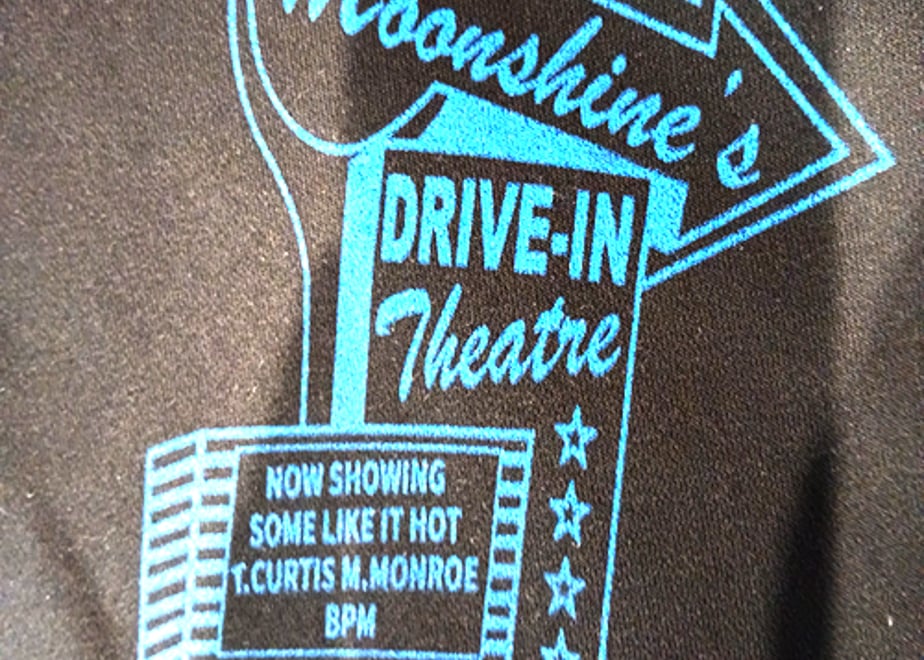 Moonshine's
DRIVE-IN
Theatre
NOW SHOWING
SOME LIKE IT HOT
T.CURTIS M.MONROE
BPM